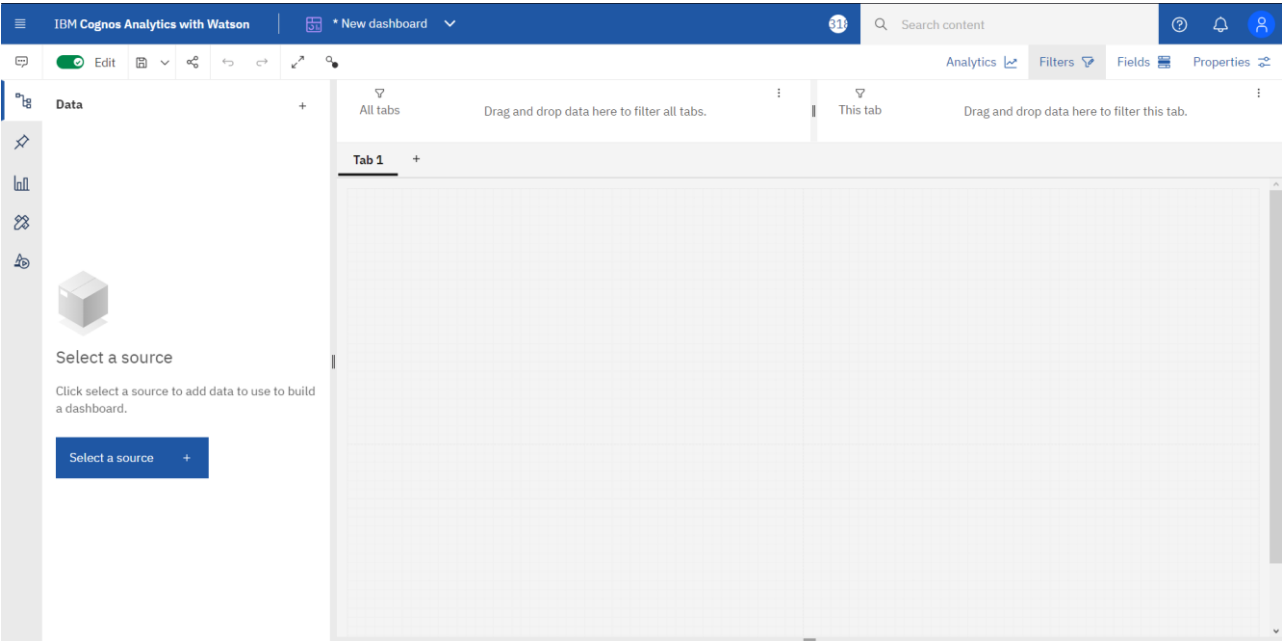 IBM Cognos Analytics with Watson
* New dashboard
Search content
Edit
Analytics
Filters
Fields
Properties
Data
All tabs
Drag and drop data here to filter all tabs.
This tab
Drag and drop data here to filter this tab.
Tab 1
Select a source
Click select a source to add data to use to build
a dashboard.
Select a source